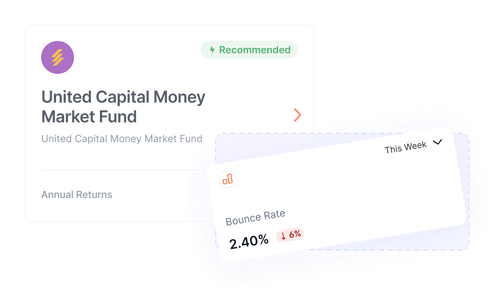 Recommended
United Capital Money
Market Fund
United Capital Money Market Fund
Annual Returns
This Week
Bounce Rate
2.40% ↓ 6%